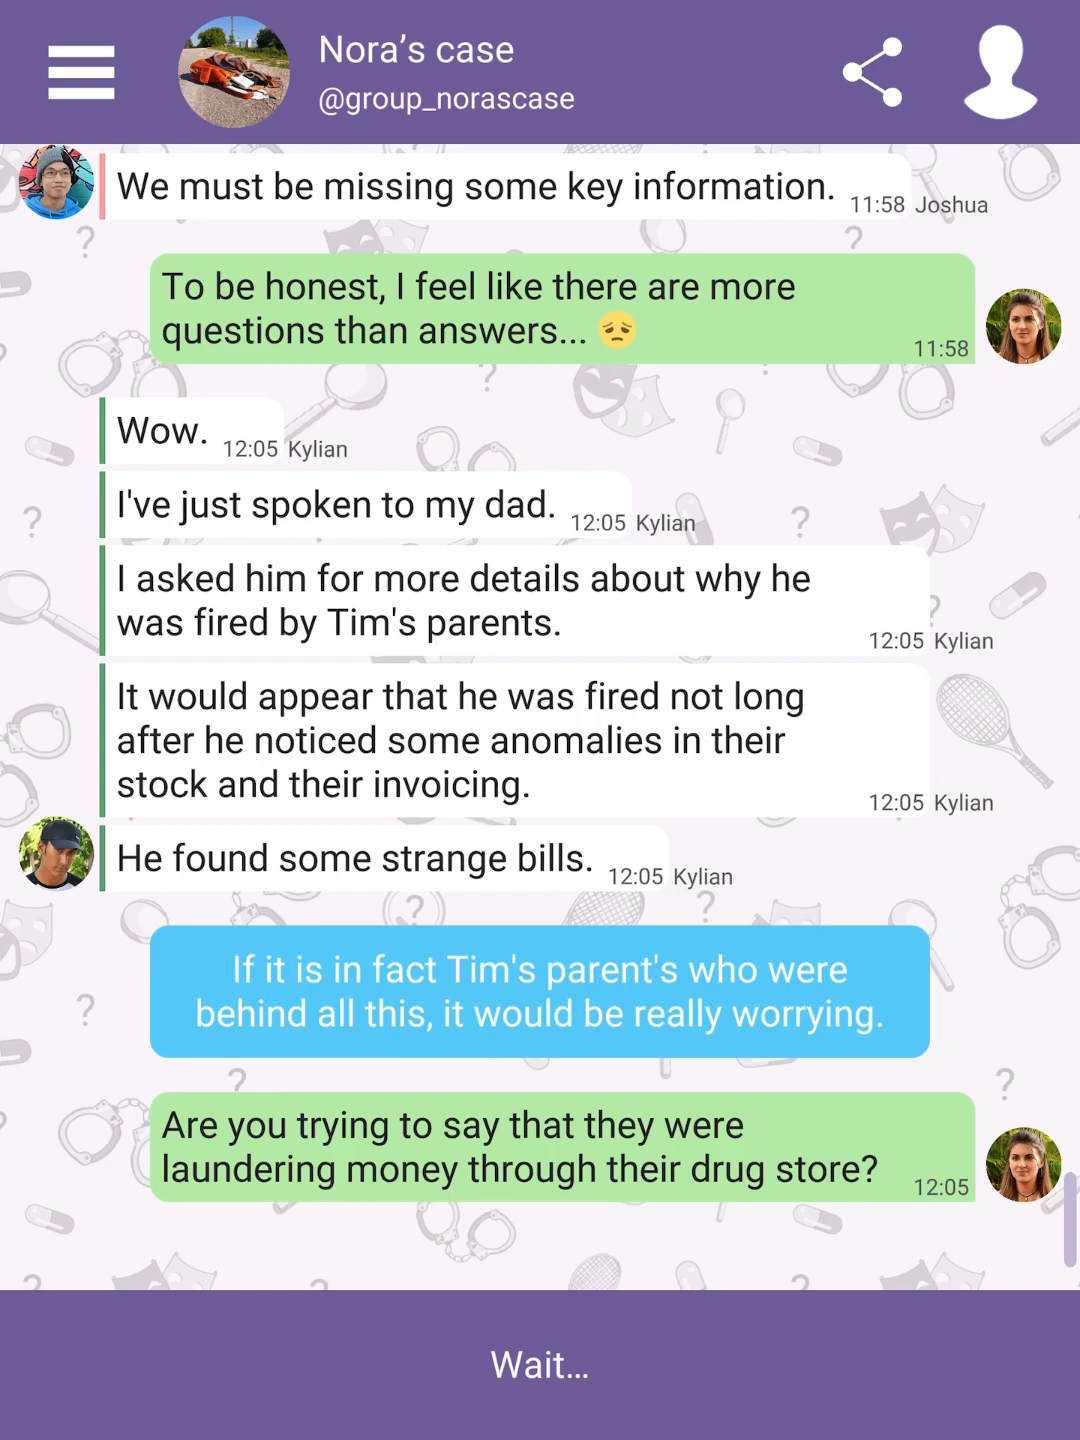 Nora’s case
@group_norascase
We must be missing some key information.
11:58 Joshua
To be honest, I feel like there are more
questions than answers... 😞
11:58
Wow.
12:05 Kylian
I've just spoken to my dad.
12:05 Kylian
I asked him for more details about why he
was fired by Tim's parents.
12:05 Kylian
It would appear that he was fired not long
after he noticed some anomalies in their
stock and their invoicing.
12:05 Kylian
He found some strange bills.
12:05 Kylian
If it is in fact Tim's parent's who were
behind all this, it would be really worrying.
Are you trying to say that they were
laundering money through their drug store?
12:05
Wait...